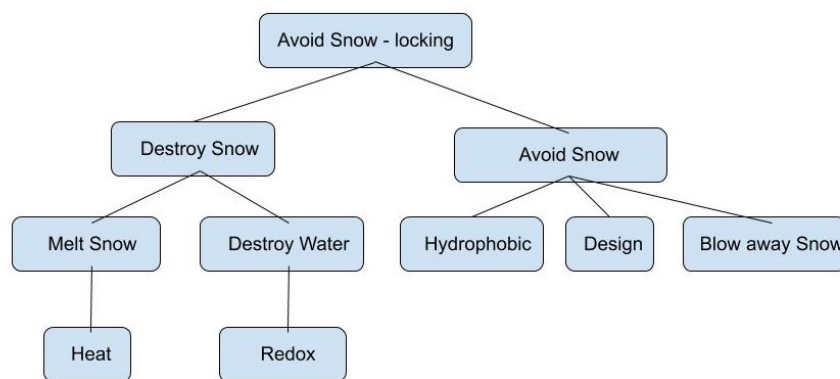 Avoid Snow - locking
Destroy Snow
Avoid Snow
Melt Snow
Destroy Water
Hydrophobic
Design
Blow away Snow
Heat
Redox